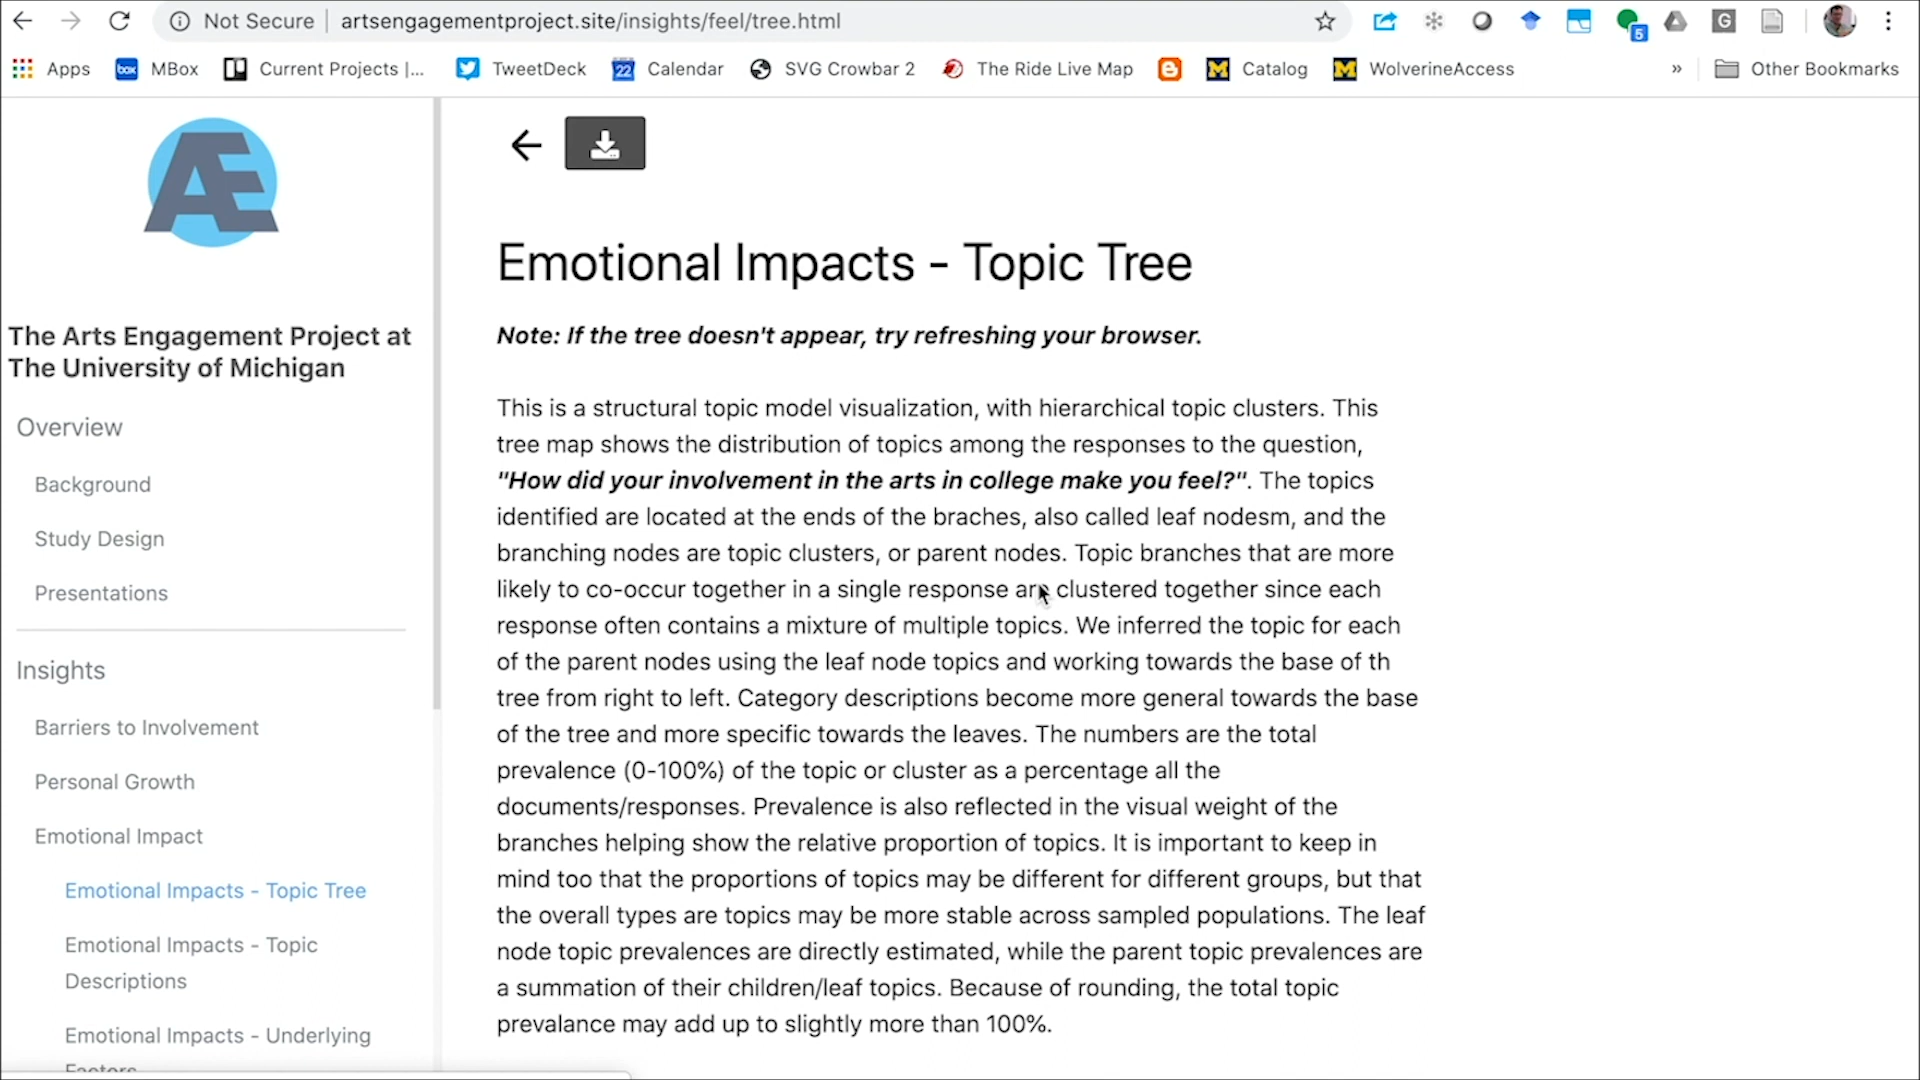 Not Secure artsengagementproject.site/insights/feel/tree.html
5
G
Apps box MBox Current Projects |... TweetDeck 22 Calendar SVG Crowbar 2 The Ride Live Map M Catalog M WolverineAccess » Other Bookmarks
Æ
The Arts Engagement Project at
The University of Michigan
Overview
Background
Study Design
Presentations
Insights
Barriers to Involvement
Personal Growth
Emotional Impact
Emotional Impacts - Topic Tree
Emotional Impacts - Topic
Descriptions
Emotional Impacts - Underlying
Factors
Emotional Impacts - Topic Tree
Note: If the tree doesn't appear, try refreshing your browser.
This is a structural topic model visualization, with hierarchical topic clusters. This
tree map shows the distribution of topics among the responses to the question,
"How did your involvement in the arts in college make you feel?". The topics
identified are located at the ends of the braches, also called leaf nodesm, and the
branching nodes are topic clusters, or parent nodes. Topic branches that are more
likely to co-occur together in a single response are clustered together since each
response often contains a mixture of multiple topics. We inferred the topic for each
of the parent nodes using the leaf node topics and working towards the base of th
tree from right to left. Category descriptions become more general towards the base
of the tree and more specific towards the leaves. The numbers are the total
prevalence (0-100%) of the topic or cluster as a percentage all the
documents/responses. Prevalence is also reflected in the visual weight of the
branches helping show the relative proportion of topics. It is important to keep in
mind too that the proportions of topics may be different for different groups, but that
the overall types are topics may be more stable across sampled populations. The leaf
node topic prevalences are directly estimated, while the parent topic prevalences are
a summation of their children/leaf topics. Because of rounding, the total topic
prevalance may add up to slightly more than 100%.